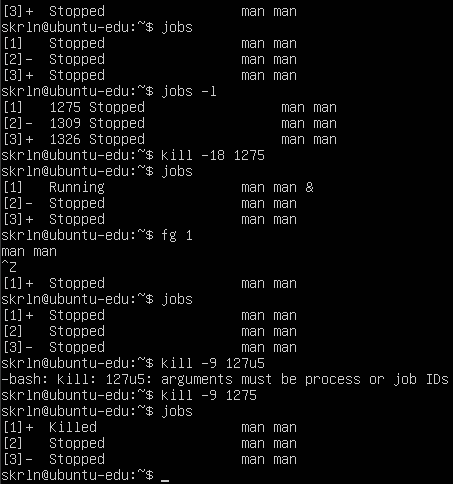 [3]+  Stopped                 man man
skrln@ubuntu-edu:~$ jobs
[1]   Stopped                 man man
[2]-  Stopped                 man man
[3]+  Stopped                 man man
skrln@ubuntu-edu:~$ jobs -l
[1]   1275 Stopped                 man man
[2]-  1309 Stopped                 man man
[3]+  1326 Stopped                 man man
skrln@ubuntu-edu:~$ kill -18 1275
skrln@ubuntu-edu:~$ jobs
[1]   Running                 man man &
[2]-  Stopped                 man man
[3]+  Stopped                 man man
skrln@ubuntu-edu:~$ fg 1
man man
^Z
[1]+  Stopped                 man man
skrln@ubuntu-edu:~$ jobs
[1]+  Stopped                 man man
[2]   Stopped                 man man
[3]-  Stopped                 man man
skrln@ubuntu-edu:~$ kill -9 127u5
-bash: kill: 127u5: arguments must be process or job IDs
skrln@ubuntu-edu:~$ kill -9 1275
skrln@ubuntu-edu:~$ jobs
[1]+  Killed                  man man
[2]   Stopped                 man man
[3]-  Stopped                 man man
skrln@ubuntu-edu:~$ _